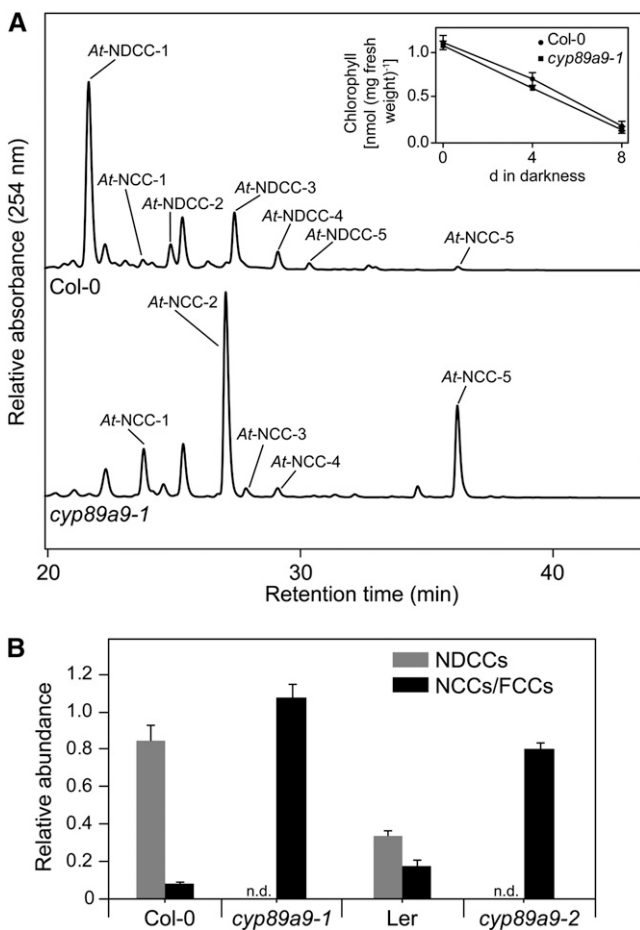 A
Relative absorbance (254 nm)
At-NDCC-1
At-NCC-1
At-NDCC-2
At-NDCC-3
At-NDCC-4
At-NDCC-5
At-NCC-5
Col-0
Chlorophyll
[nmol (mg fresh
weight)⁻¹]
1.0
0.5
0.0
0 4 8
d in darkness
Col-0
cyp89a9-1
At-NCC-2
At-NCC-1
At-NCC-3
At-NCC-4
At-NCC-5
cyp89a9-1
20 30 40
Retention time (min)
B
Relative abundance
1.2
1.0
0.8
0.6
0.4
0.2
0
NDCCs
NCCs/FCCs
n.d. n.d.
Col-0 cyp89a9-1 Ler cyp89a9-2